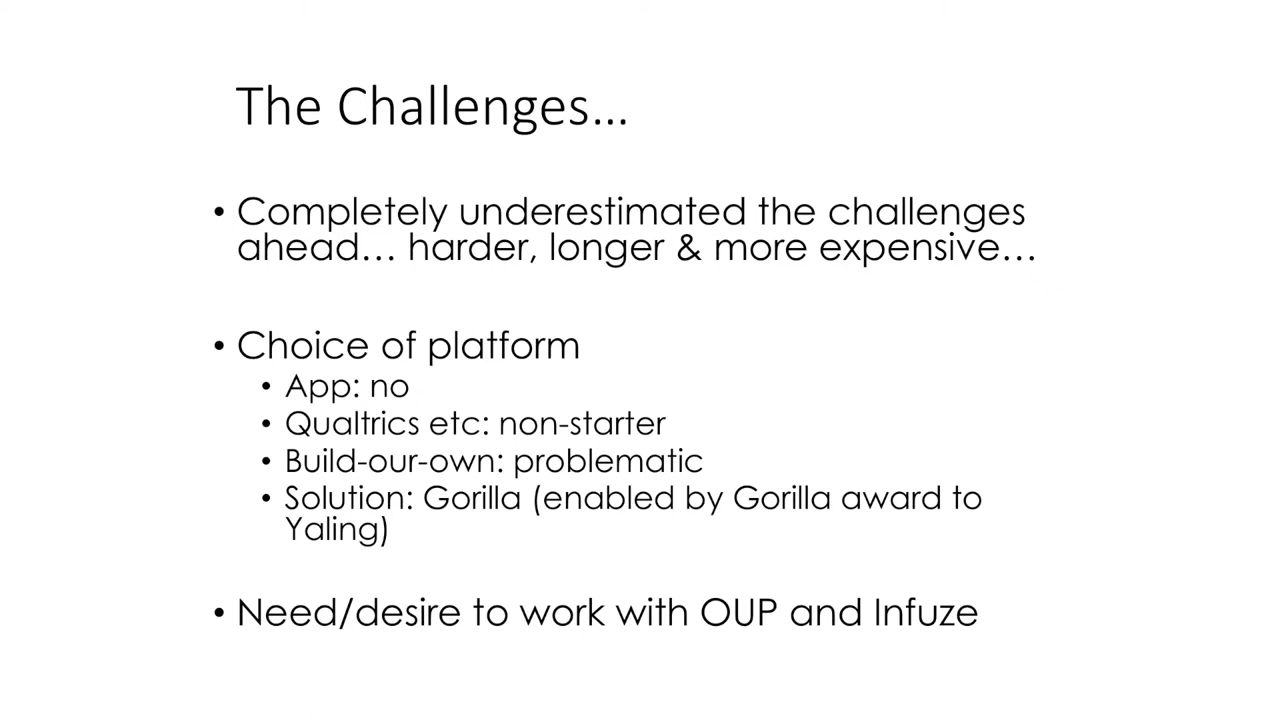 The Challenges...
• Completely underestimated the challenges
ahead... harder, longer & more expensive...
• Choice of platform
• App: no
• Qualtrics etc: non-starter
• Build-our-own: problematic
• Solution: Gorilla (enabled by Gorilla award to
Yaling)
• Need/desire to work with OUP and Infuze